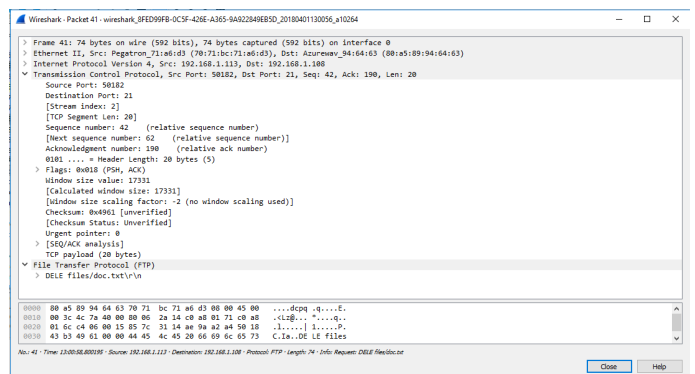 Wireshark - Packet 41 - wireshark_8FED99FB-0C5F-426E-A365-9A922849EB5D_20180401130056_a10264
> Frame 41: 74 bytes on wire (592 bits), 74 bytes captured (592 bits) on interface 0
> Ethernet II, Src: Pegatron_71:a6:d3 (70:71:bc:71:a6:d3), Dst: Azurewav_94:64:63 (80:a5:89:94:64:63)
> Internet Protocol Version 4, Src: 192.168.1.113, Dst: 192.168.1.108
Transmission Control Protocol, Src Port: 50182, Dst Port: 21, Seq: 42, Ack: 190, Len: 20
Source Port: 50182
Destination Port: 21
[Stream index: 2]
[TCP Segment Len: 20]
Sequence number: 42 (relative sequence number)
[Next sequence number: 62 (relative sequence number)]
Acknowledgment number: 190 (relative ack number)
0101 .... = Header Length: 20 bytes (5)
> Flags: 0x018 (PSH, ACK)
Window size value: 17331
[Calculated window size: 17331]
[Window size scaling factor: -2 (no window scaling used)]
Checksum: 0x4961 [unverified]
[Checksum Status: Unverified]
Urgent pointer: 0
> [SEQ/ACK analysis]
TCP payload (20 bytes)
File Transfer Protocol (FTP)
> DELE files/doc.txt\r\n
0000 80 a5 89 94 64 63 70 71 bc 71 a6 d3 08 00 45 00 ....dcpq .q....E.
0010 00 3c 4c 7a 40 00 80 06 2a 14 c0 a8 01 71 c0 a8 .<Lz@... *....q..
0020 01 6c c4 06 00 15 85 7c 31 14 ae 9a a2 a4 50 18 .l.....| 1.....P.
0030 43 b3 49 61 00 00 44 45 4c 45 20 66 69 6c 65 73 C.Ia..DE LE files
No.: 41 · Time: 13:00:58,800195 · Source: 192.168.1.113 · Destination: 192.168.1.108 · Protocol: FTP · Length: 74 · Info: Request: DELE files/doc.txt
Close Help